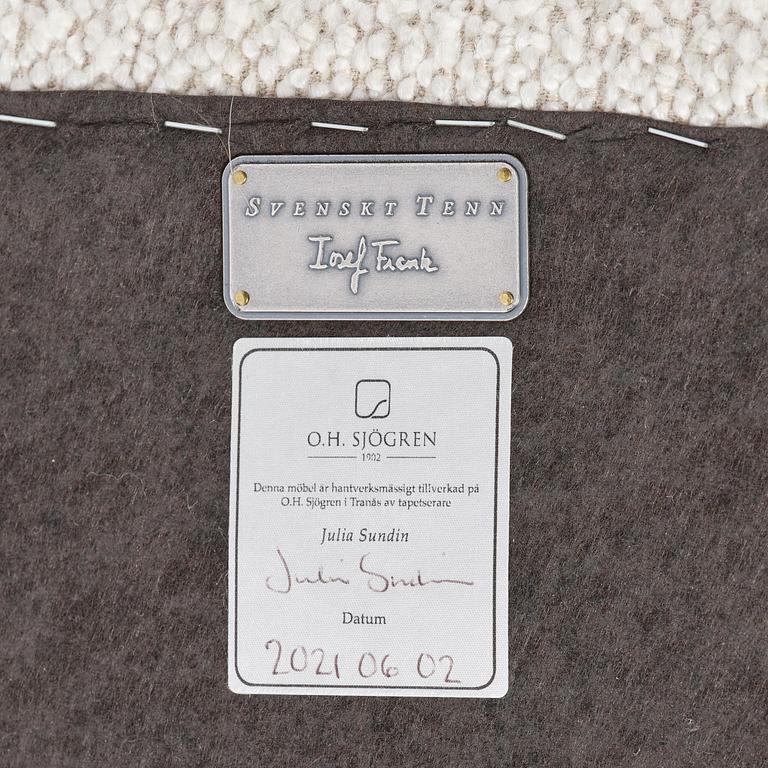 SVENSKT TENN
Josef Frank
O.H. SJÖGREN
1902
Denna möbel är hantverksmässigt tillverkad på
O.H. Sjögren i Tranås av tapetserare
Julia Sundin
Julia Sundin
Datum
2021 06 02